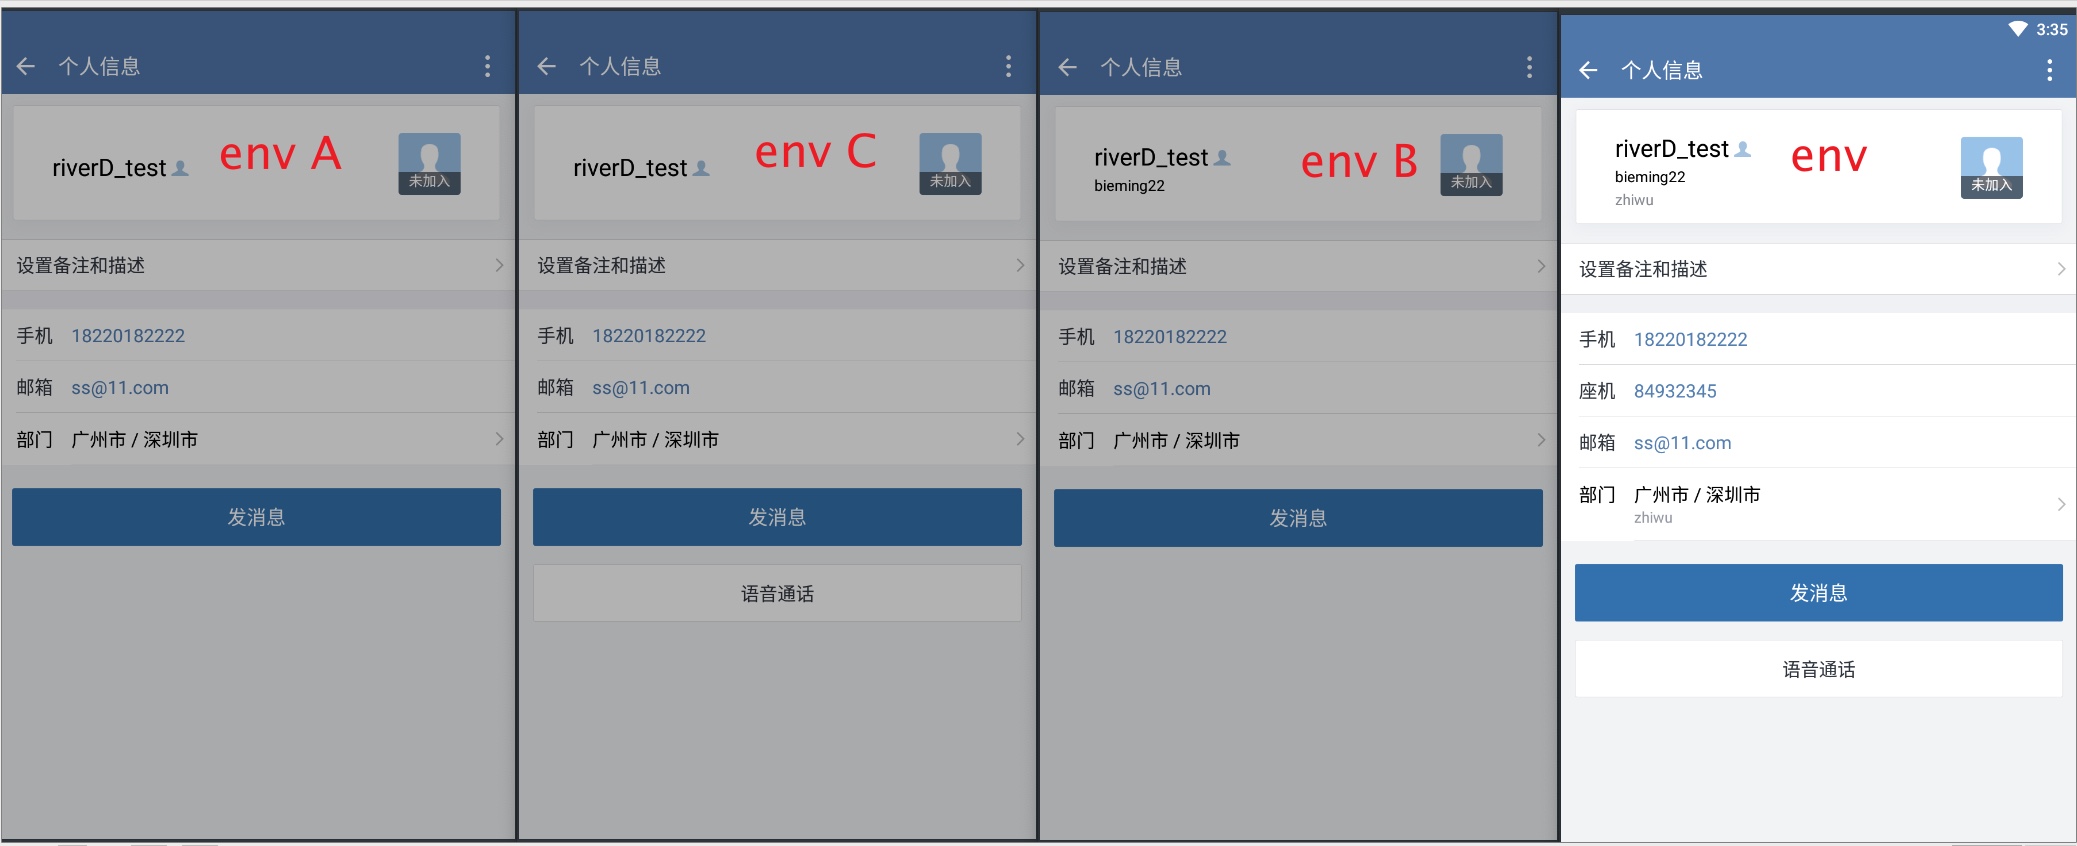 个人信息
riverD_test
env A
未加入
设置备注和描述
手机 18220182222
邮箱 ss@11.com
部门 广州市 / 深圳市
发消息
个人信息
riverD_test
env C
未加入
设置备注和描述
手机 18220182222
邮箱 ss@11.com
部门 广州市 / 深圳市
发消息
语音通话
个人信息
riverD_test
bieming22
env B
未加入
设置备注和描述
手机 18220182222
邮箱 ss@11.com
部门 广州市 / 深圳市
发消息
3:35
个人信息
riverD_test
bieming22
zhiwu
env
未加入
设置备注和描述
手机 18220182222
座机 84932345
邮箱 ss@11.com
部门 广州市 / 深圳市
zhiwu
发消息
语音通话